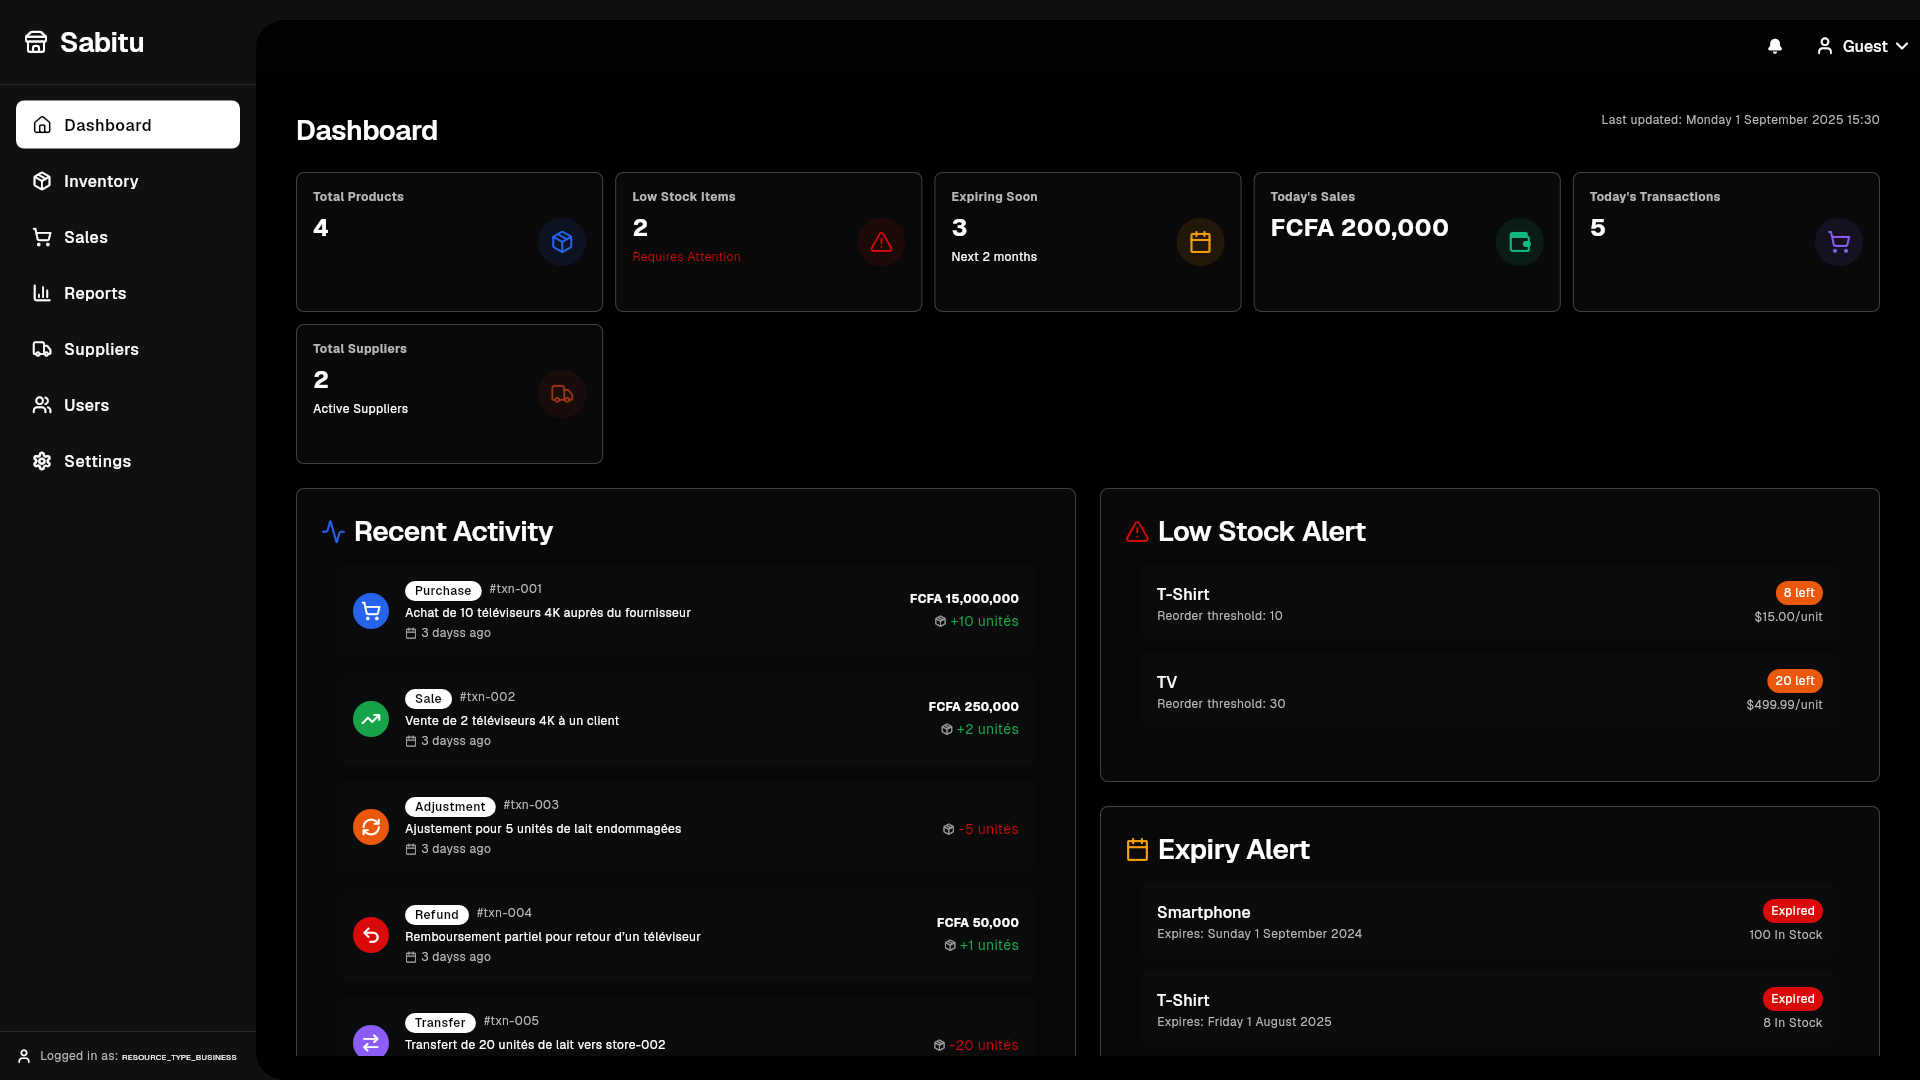 Sabitu
Guest
Dashboard
Inventory
Sales
Reports
Suppliers
Users
Settings
Logged in as: RESOURCE_TYPE_BUSINESS
Dashboard
Last updated: Monday 1 September 2025 15:30
Total Products
4
Low Stock Items
2
Requires Attention
Expiring Soon
3
Next 2 months
Today's Sales
FCFA 200,000
Today's Transactions
5
Total Suppliers
2
Active Suppliers
Recent Activity
Purchase #txn-001
Achat de 10 téléviseurs 4K auprès du fournisseur
3 dayss ago
FCFA 15,000,000
+10 unités
Sale #txn-002
Vente de 2 téléviseurs 4K à un client
3 dayss ago
FCFA 250,000
+2 unités
Adjustment #txn-003
Ajustement pour 5 unités de lait endommagées
3 dayss ago
-5 unités
Refund #txn-004
Remboursement partiel pour retour d'un téléviseur
3 dayss ago
FCFA 50,000
+1 unités
Transfer #txn-005
Transfert de 20 unités de lait vers store-002
-20 unités
Low Stock Alert
T-Shirt
Reorder threshold: 10
8 left
$15.00/unit
TV
Reorder threshold: 30
20 left
$499.99/unit
Expiry Alert
Smartphone
Expires: Sunday 1 September 2024
Expired
100 In Stock
T-Shirt
Expires: Friday 1 August 2025
Expired
8 In Stock